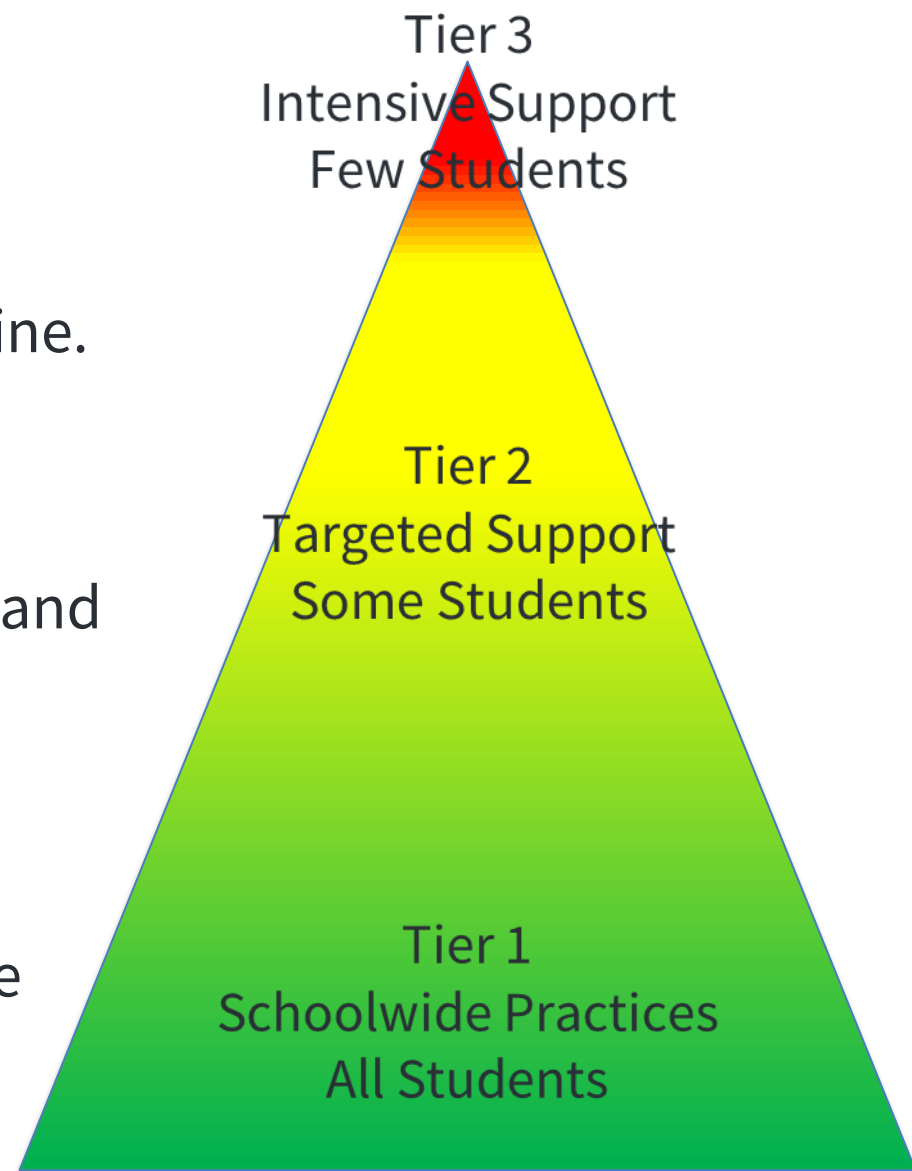 Tier 3
Intensive Support
Few Students
ine.
Tier 2
Targeted Support
Some Students
and
Tier 1
Schoolwide Practices
e
All Students